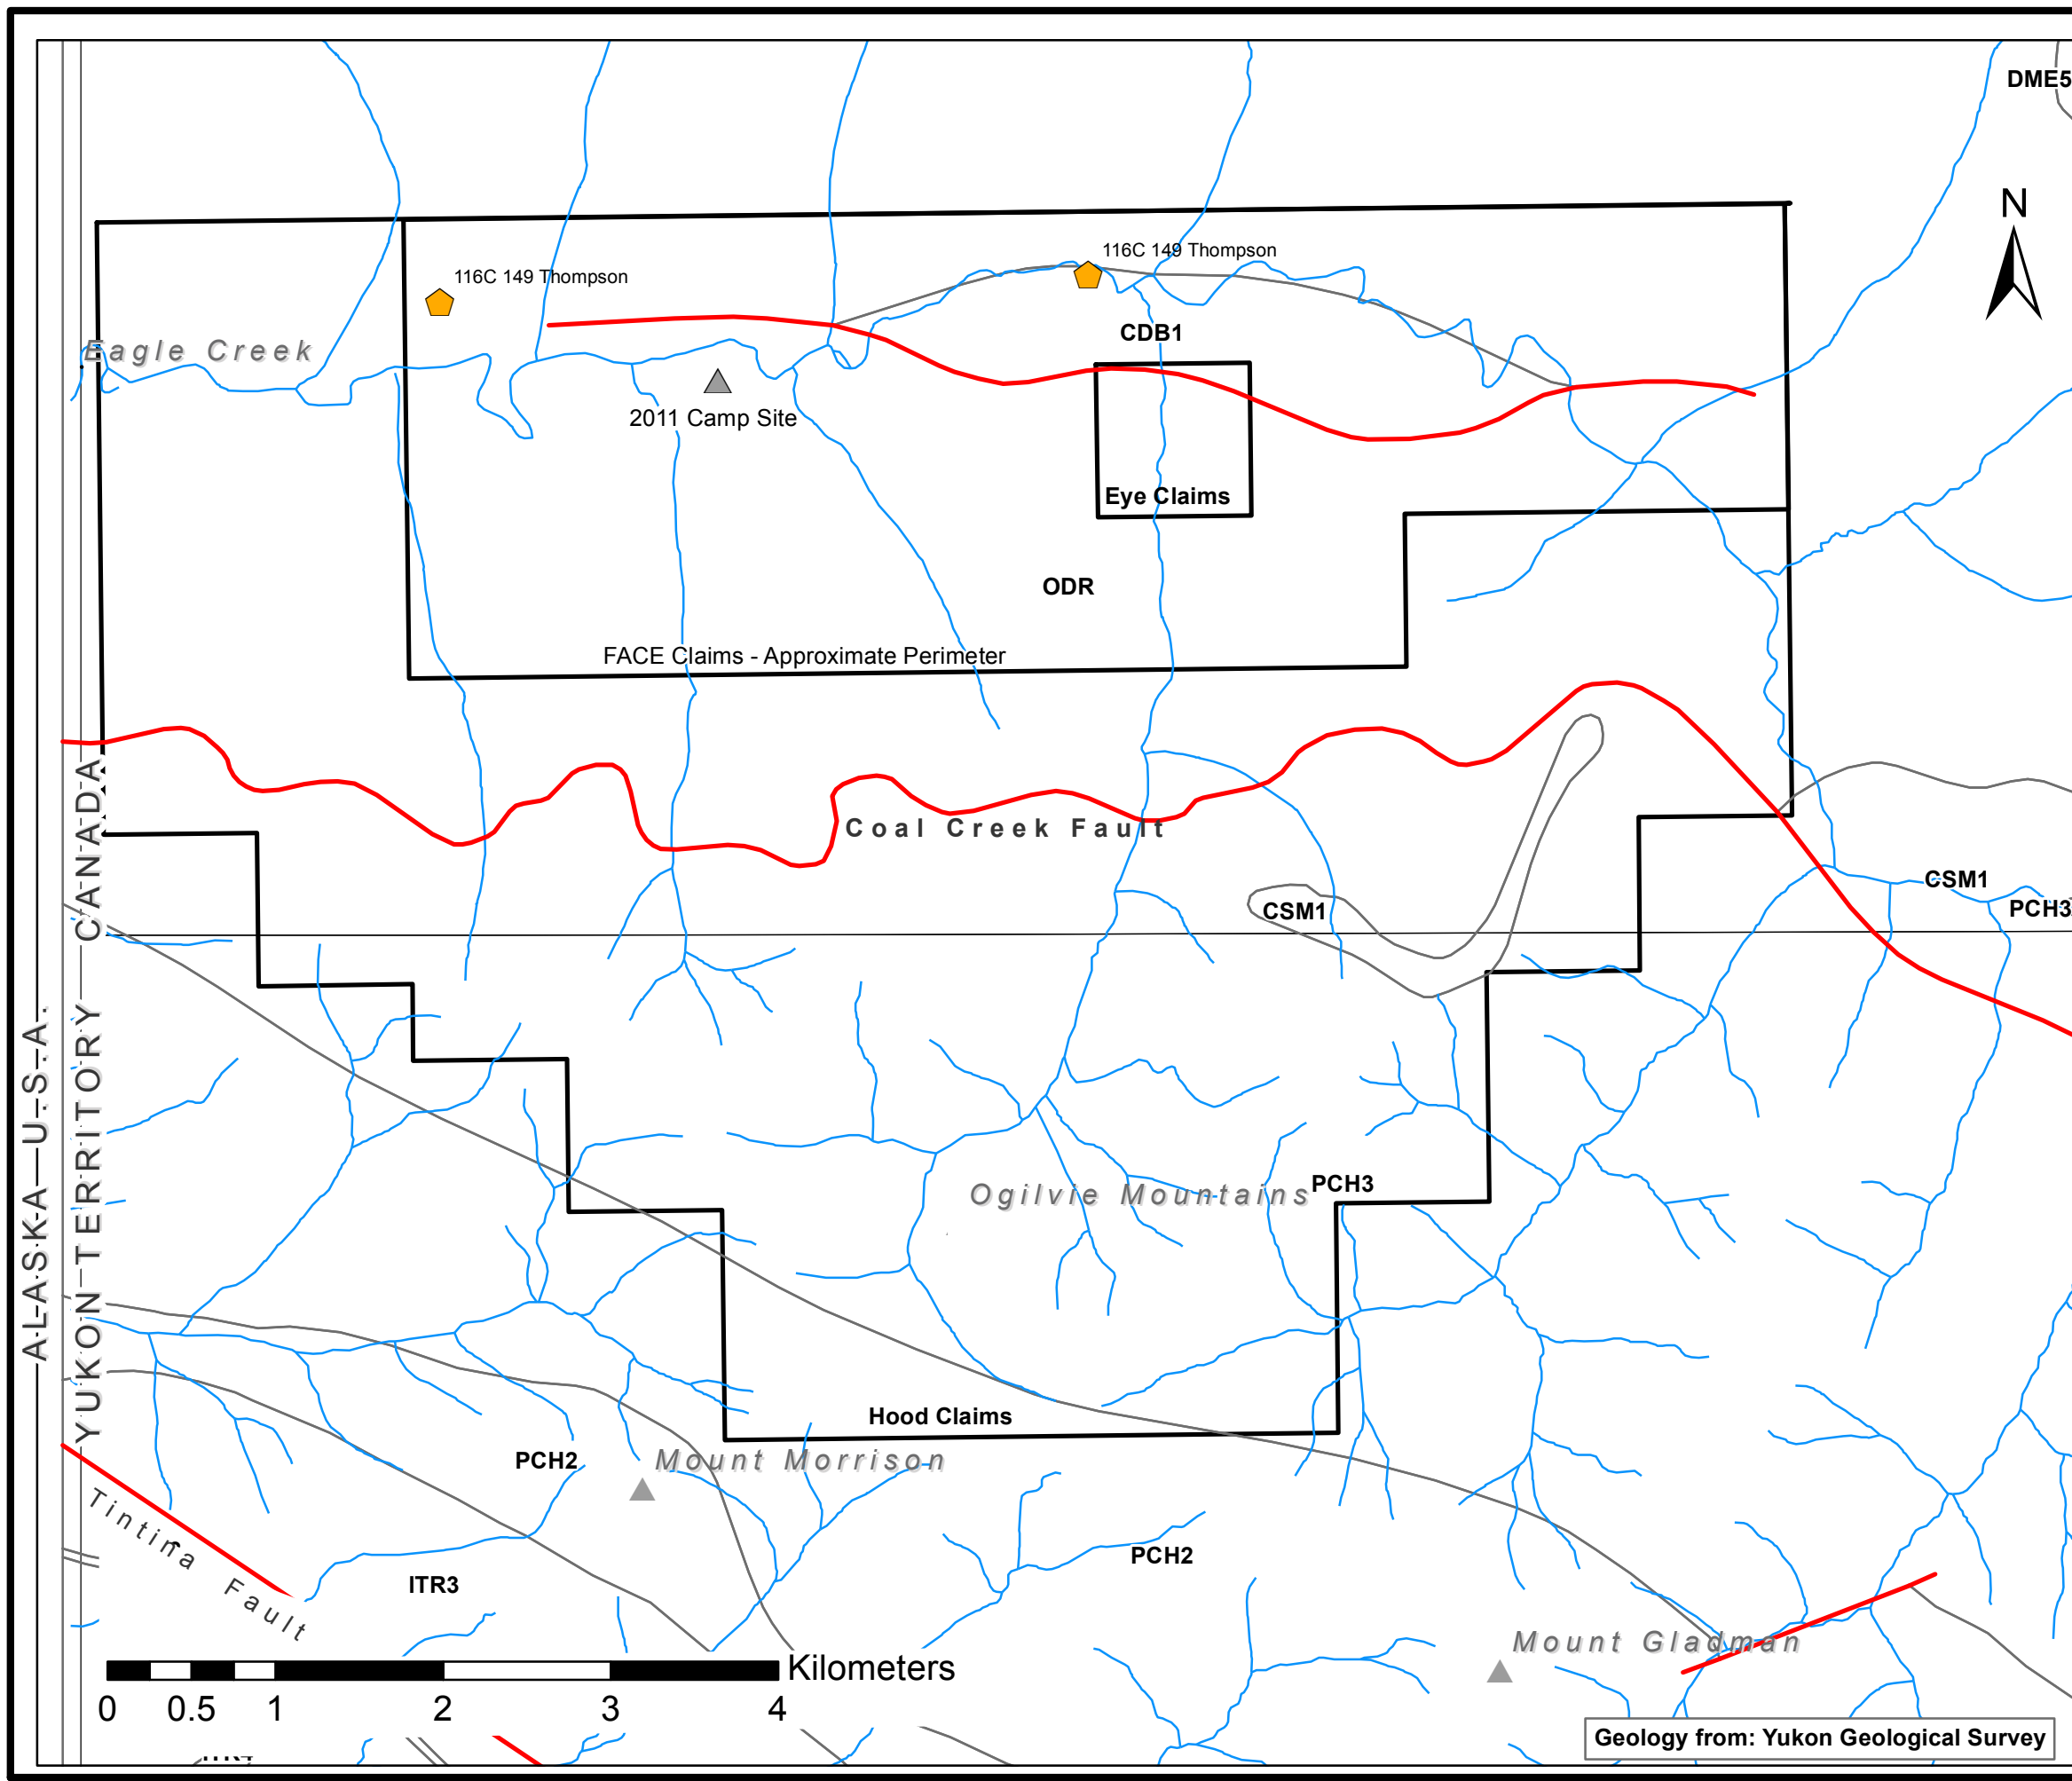 DME5
N
116C 149 Thompson
116C 149 Thompson
CDB1
Eagle Creek
2011 Camp Site
Eye Claims
ODR
FACE Claims - Approximate Perimeter
Coal Creek Fault
CSM1
CSM1
PCH3
ALASKA U.S.A.
YUKON TERRITORY CANADA
Ogilvie Mountains
PCH3
Hood Claims
PCH2
Mount Morrison
Tintina Fault
PCH2
ITR3
Mount Gladman
Kilometers
0 0.5 1 2 3 4
Geology from: Yukon Geological Survey